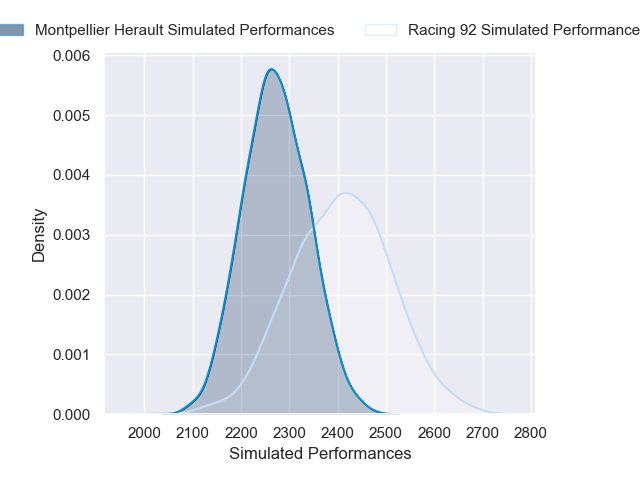 Montpellier Herault Simulated Performances Racing 92 Simulated Performance
0.006
0.005
0.004
0.003
0.002
0.001
0.000
Density
2000 2100 2200 2300 2400 2500 2600 2700 2800
Simulated Performances